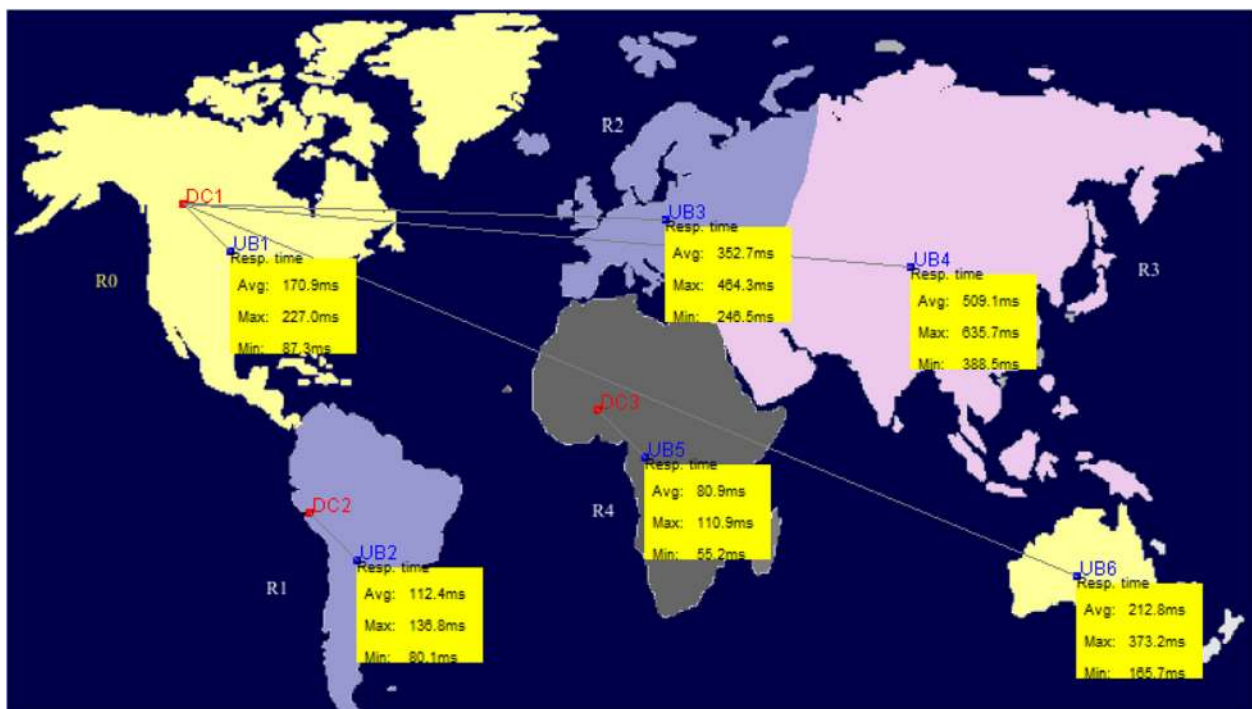 R2
DC1
UB3
Resp. time
Avg: 352.7ms
Max: 464.3ms
Min: 246.5ms
UB1
Resp. time
Avg: 170.9ms
Max: 227.0ms
Min: 87.3ms
R0
UB4
Resp. time
Avg: 509.1ms
Max: 635.7ms
Min: 388.5ms
R3
DC3
UB5
Resp. time
Avg: 80.9ms
Max: 110.9ms
Min: 55.2ms
R4
DC2
UB2
Resp. time
Avg: 112.4ms
Max: 136.8ms
Min: 80.1ms
R1
UB6
Resp. time
Avg: 212.8ms
Max: 373.2ms
Min: 165.7ms